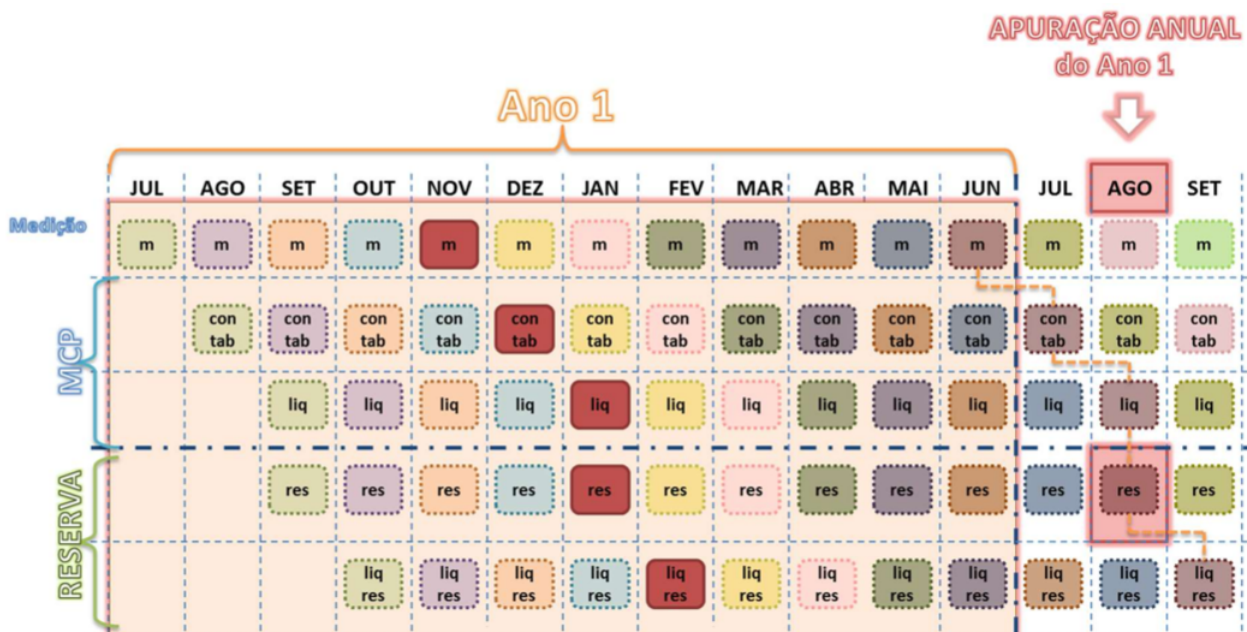 APURAÇÃO ANUAL
do Ano 1
Ano 1
JUL AGO SET OUT NOV DEZ JAN FEV MAR ABR MAI JUN JUL AGO SET
Medição m m m m m m m m m m m m m m m
MCP
con con con con con con con con con con con con con con
tab tab tab tab tab tab tab tab tab tab tab tab tab tab
liq liq liq liq liq liq liq liq liq liq liq liq liq
RESERVA
res res res res res res res res res res res res res
liq liq liq liq liq liq liq liq liq liq liq liq
res res res res res res res res res res res res